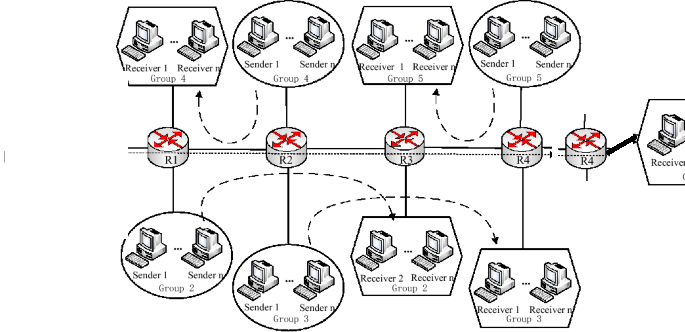 ... ... ... ...
Receiver 1 Receiver n Sender 1 Sender n Receiver 1 Receiver n Sender 1 Sender n
Group 4 Group 4 Group 5 Group 5
R1 R2 R3 R4 R4
Receiver
... ... ... ...
Sender 1 Sender n Receiver 2 Receiver n
Group 2 Group 2
Sender 1 Sender n Receiver 1 Receiver n
Group 3 Group 3